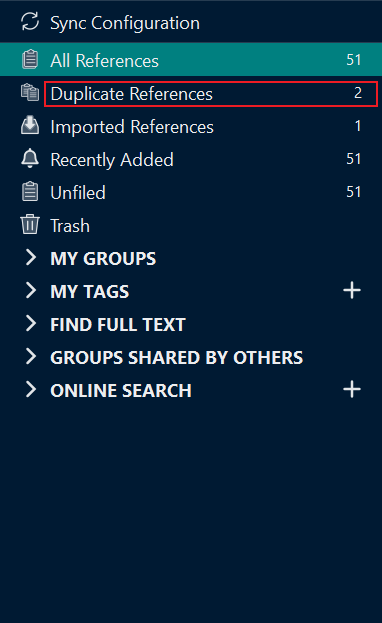 Sync Configuration
All References 51
Duplicate References 2
Imported References 1
Recently Added 51
Unfiled 51
Trash
MY GROUPS
MY TAGS
FIND FULL TEXT
GROUPS SHARED BY OTHERS
ONLINE SEARCH